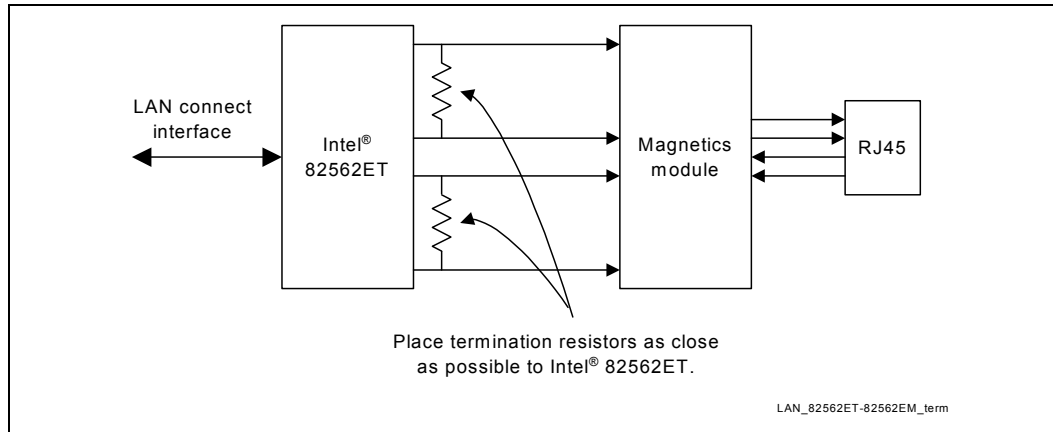 LAN connect
interface
Intel®
82562ET
Magnetics
module
RJ45
Place termination resistors as close
as possible to Intel® 82562ET.
LAN_82562ET-82562EM_term